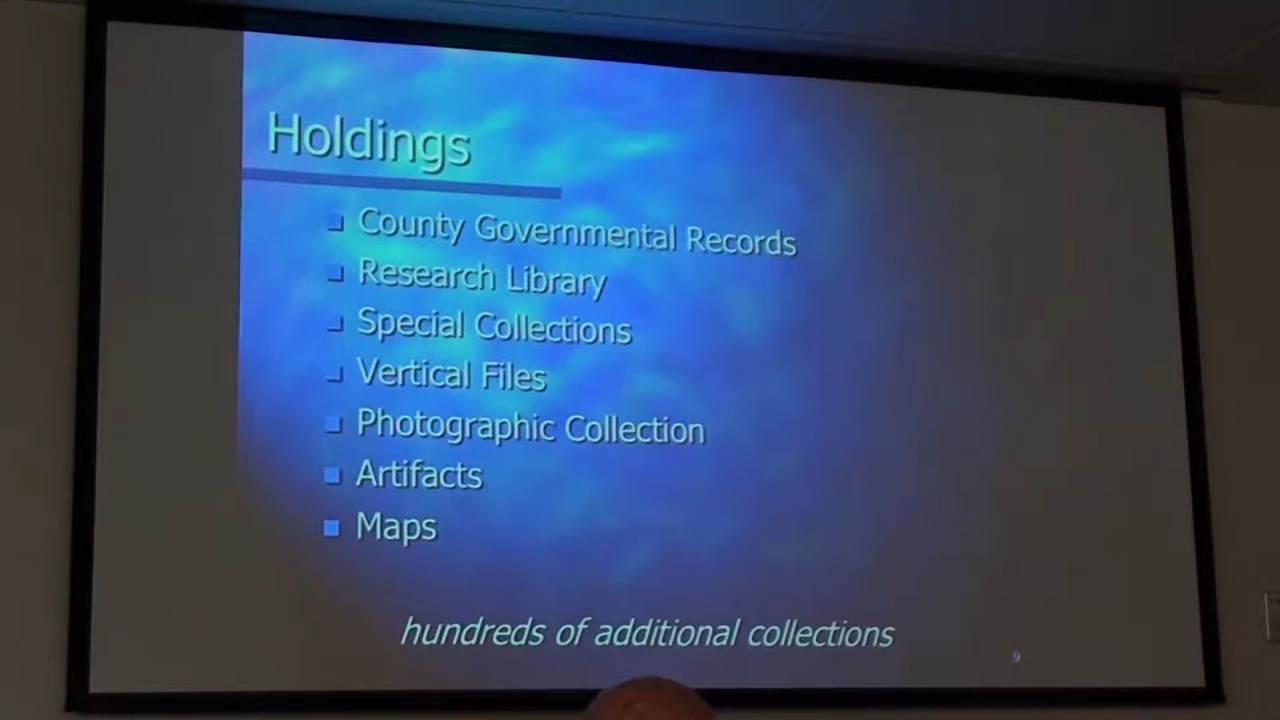 Holdings
County Governmental Records
Research Library
Special Collections
Vertical Files
Photographic Collection
Artifacts
Maps
hundreds of additional collections
9